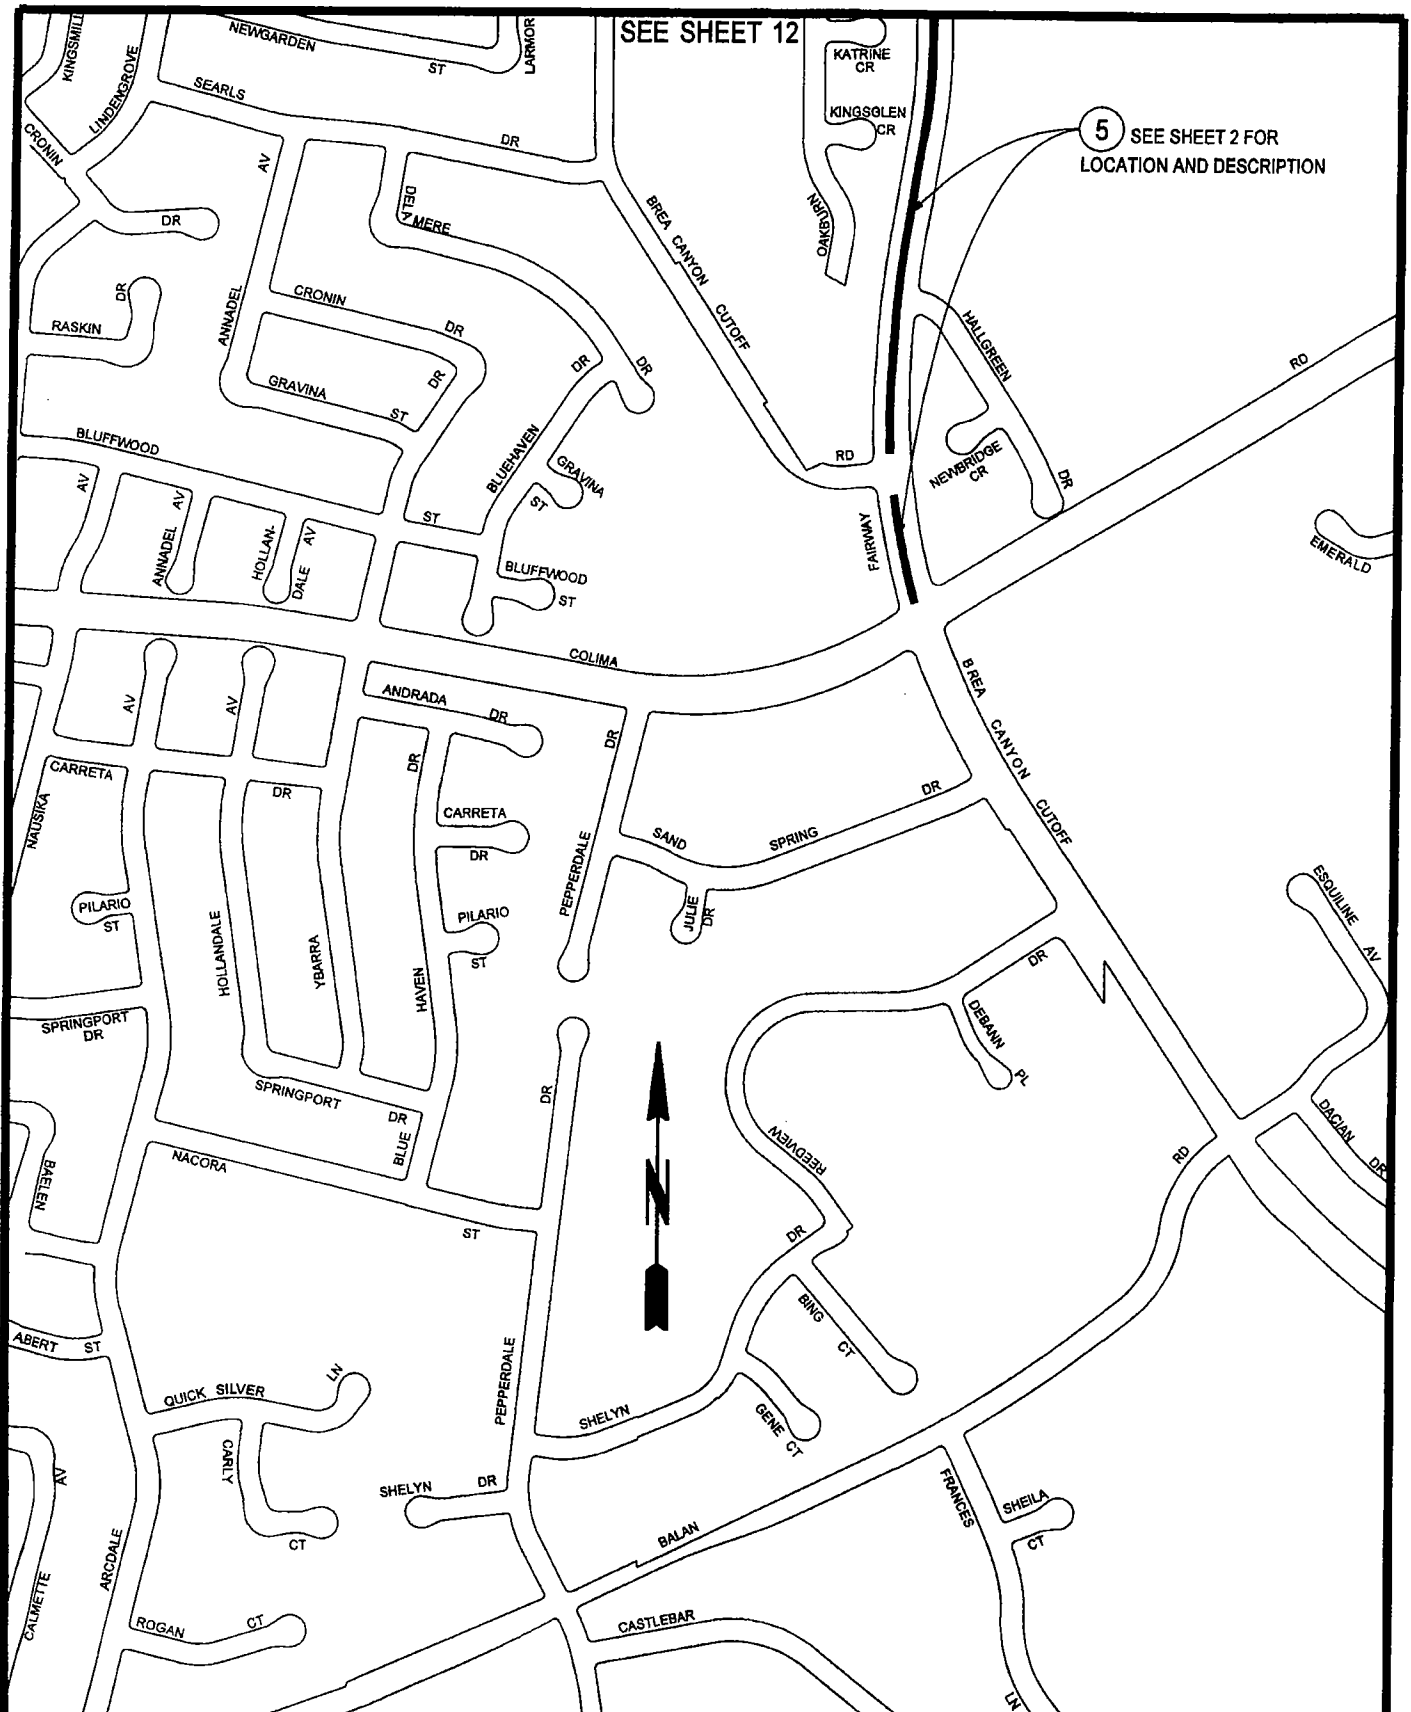 SEE SHEET 12
KINGSMILL
LINDENGROVE
NEWGARDEN
ST
LARMOR
KATRINE
CR
KINGSGLEN
CR
5 SEE SHEET 2 FOR
LOCATION AND DESCRIPTION
SEARLS
DR
CRONIN
DR
AV
DELA
MERE
DR
BREA CANYON CUTOFF
RD
OAKBURN
RASKIN
DR
ANNADEL
CRONIN
DR
DR
GRAVINA
ST
BLUEHAVEN
DR
GRAVINA
ST
HALLGREEN
DR
NEWBRIDGE
CR
RD
FAIRWAY
EMERALD
BLUFFWOOD
ST
AV
ANNADEL
AV
HOLLAN-
DALE
AV
BLUFFWOOD
ST
COLIMA
ANDRADA
DR
AV
AV
DR
DR
BREA CANYON CUTOFF
CARRETA
DR
NAUSIKA
CARRETA
DR
PEPPERDALE
SAND SPRING DR
JULIE
DR
PILARIO
ST
HOLLANDALE
YBARRA
HAVEN
PILARIO
ST
ESQUILINE
AV
SPRINGPORT
DR
DR
DEBANN
PL
SPRINGPORT
DR
BLUE
DR
REEDVIEW
DR
RD
DACIAN
DR
NACORA
ST
BAELEN
BING
CT
ABERT ST
QUICK SILVER
LN
PEPPERDALE
SHELYN
GENE
CT
CARLY
CT
SHELYN
DR
AV
BALAN
FRANCES
SHEILA
CT
ARCDALE
CALMETTE
ROGAN
CT
CASTLEBAR
LN
N